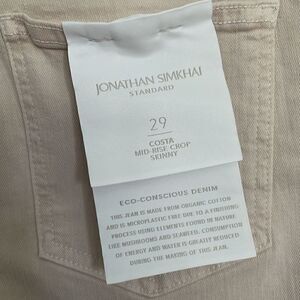 JONATHAN SIMKHAI
STANDARD
29
COSTA
MID-RISE CROP
SKINNY
ECO-CONSCIOUS DENIM
THIS JEAN IS MADE FROM ORGANIC COTTON
AND IS MICROPLASTIC FREE DUE TO A FINISHING
PROCESS USING ELEMENTS FOUND IN NATURE
LIKE MUSHROOMS AND SEAWEED. CONSUMPTION
OF ENERGY AND WATER IS GREATLY REDUCED
DURING THE MAKING OF THIS JEAN.